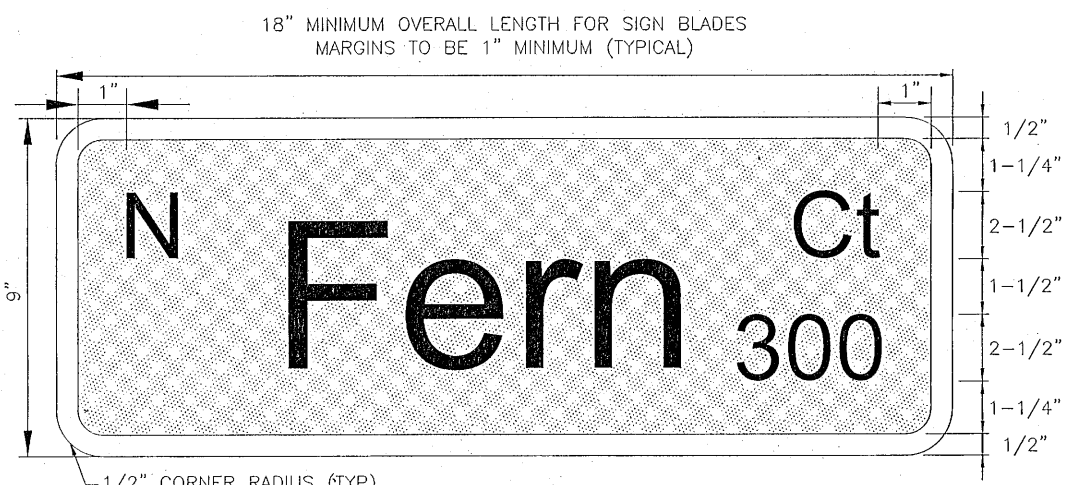 18" MINIMUM OVERALL LENGTH FOR SIGN BLADES
MARGINS TO BE 1" MINIMUM (TYPICAL)
1"
1"
1/2"
1-1/4"
N
Ct
2-1/2"
Fern
9"
1-1/2"
300
2-1/2"
1-1/4"
1/2"
1/2" CORNER RADIUS (TYP)